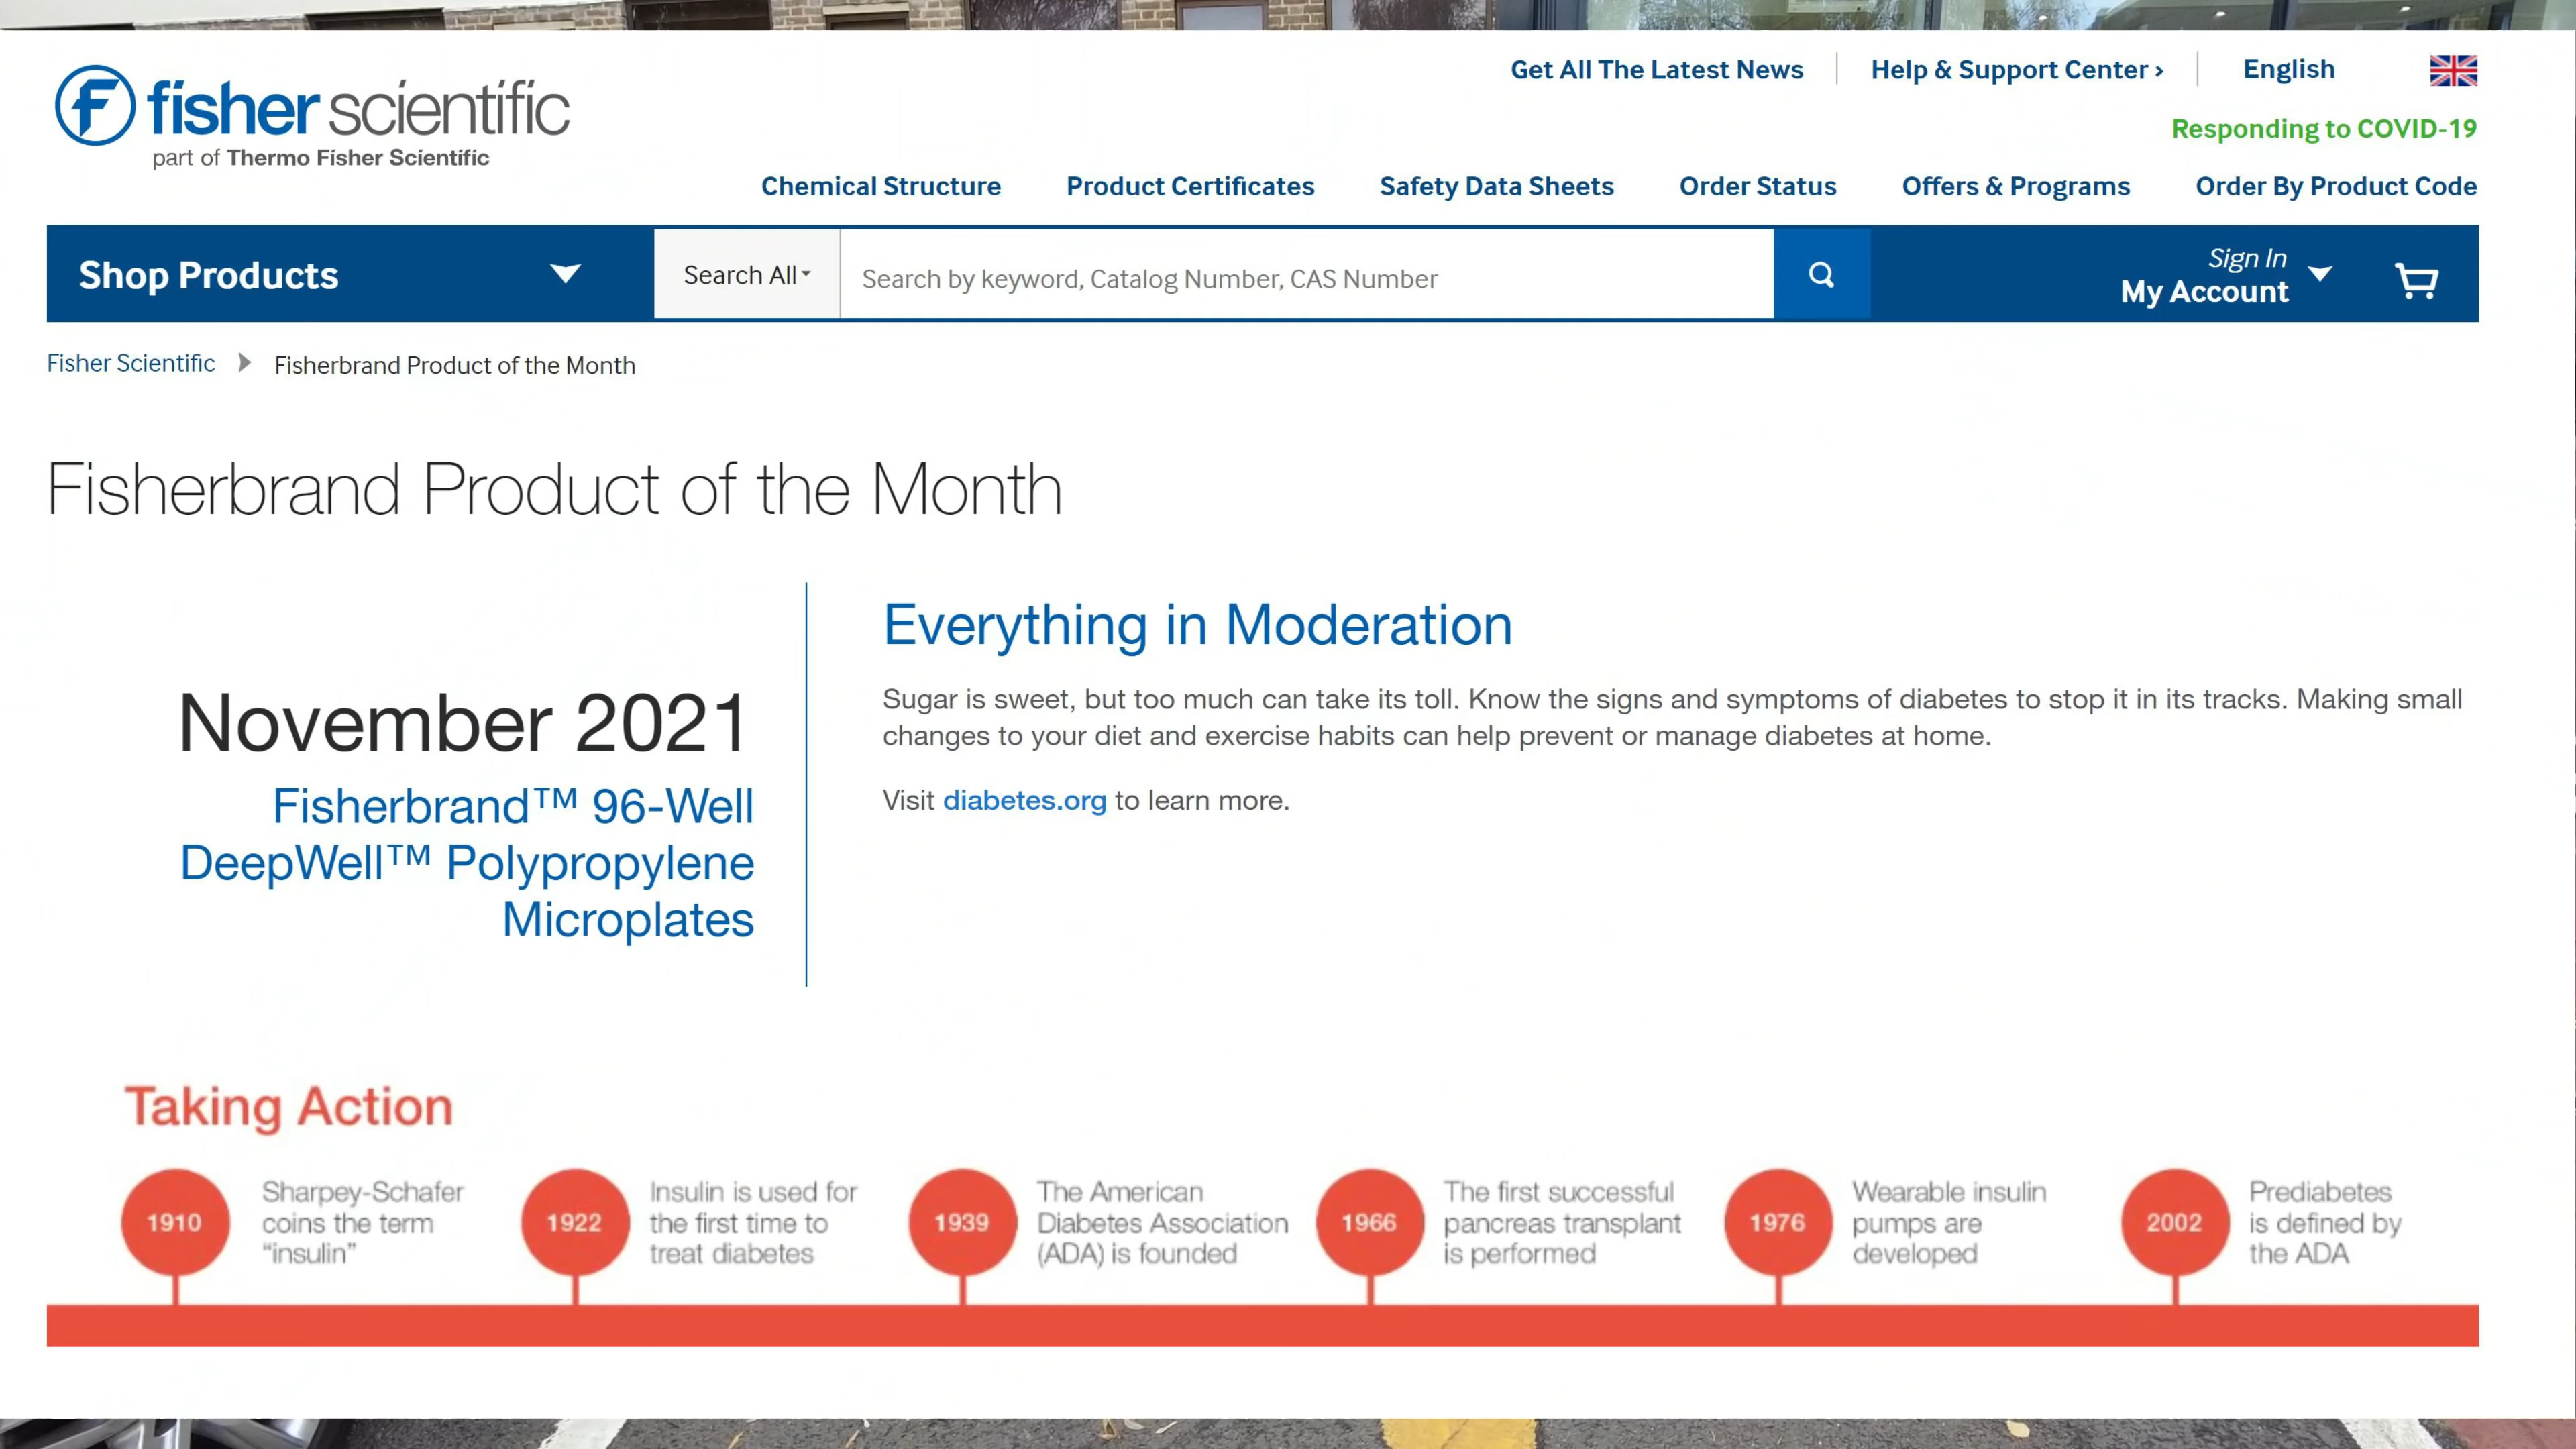 Get All The Latest News
Help & Support Center ›
English
fisher scientific
part of Thermo Fisher Scientific
Responding to COVID-19
Chemical Structure
Product Certificates
Safety Data Sheets
Order Status
Offers & Programs
Order By Product Code
Shop Products
Search All
Search by keyword, Catalog Number, CAS Number
Sign In
My Account
Fisher Scientific
Fisherbrand Product of the Month
Fisherbrand Product of the Month
November 2021
Fisherbrand™ 96-Well
DeepWell™ Polypropylene
Microplates
Everything in Moderation
Sugar is sweet, but too much can take its toll. Know the signs and symptoms of diabetes to stop it in its tracks. Making small
changes to your diet and exercise habits can help prevent or manage diabetes at home.
Visit diabetes.org to learn more.
Taking Action
1910
Sharpey-Schafer
coins the term
“insulin”
1922
Insulin is used for
the first time to
treat diabetes
1939
The American
Diabetes Association
(ADA) is founded
1966
The first successful
pancreas transplant
is performed
1976
Wearable insulin
pumps are
developed
2002
Prediabetes
is defined by
the ADA